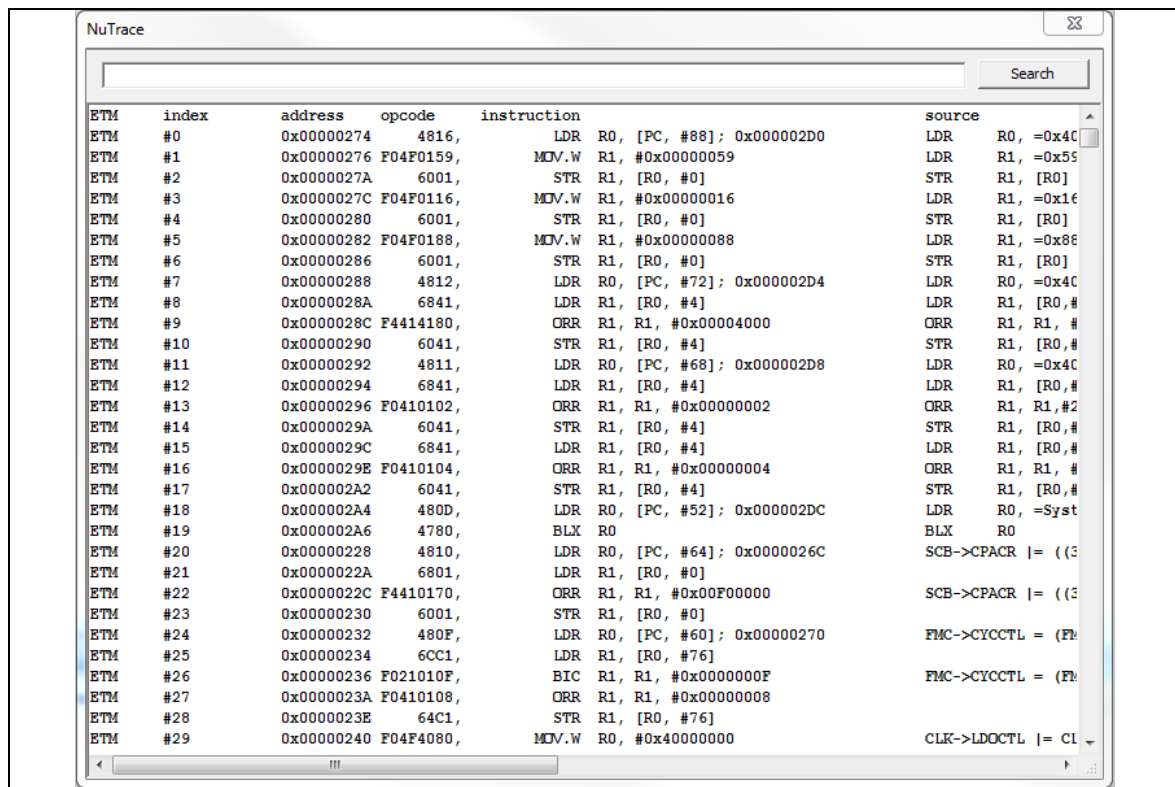 NuTrace
Search
ETM index address opcode instruction source
ETM #0 0x00000274 4816, LDR R0, [PC, #88]; 0x000002D0 LDR R0, =0x40
ETM #1 0x00000276 F04F0159, MOV.W R1, #0x00000059 LDR R1, =0x59
ETM #2 0x0000027A 6001, STR R1, [R0, #0] STR R1, [R0]
ETM #3 0x0000027C F04F0116, MOV.W R1, #0x00000016 LDR R1, =0x16
ETM #4 0x00000280 6001, STR R1, [R0, #0] STR R1, [R0]
ETM #5 0x00000282 F04F0188, MOV.W R1, #0x00000088 LDR R1, =0x88
ETM #6 0x00000286 6001, STR R1, [R0, #0] STR R1, [R0]
ETM #7 0x00000288 4812, LDR R0, [PC, #72]; 0x000002D4 LDR R0, =0x40
ETM #8 0x0000028A 6841, LDR R1, [R0, #4] LDR R1, [R0,#
ETM #9 0x0000028C F4414180, ORR R1, R1, #0x00004000 ORR R1, R1, #
ETM #10 0x00000290 6041, STR R1, [R0, #4] STR R1, [R0,#
ETM #11 0x00000292 4811, LDR R0, [PC, #68]; 0x000002D8 LDR R0, =0x40
ETM #12 0x00000294 6841, LDR R1, [R0, #4] LDR R1, [R0,#
ETM #13 0x00000296 F0410102, ORR R1, R1, #0x00000002 ORR R1, R1,#2
ETM #14 0x0000029A 6041, STR R1, [R0, #4] STR R1, [R0,#
ETM #15 0x0000029C 6841, LDR R1, [R0, #4] LDR R1, [R0,#
ETM #16 0x0000029E F0410104, ORR R1, R1, #0x00000004 ORR R1, R1, #
ETM #17 0x000002A2 6041, STR R1, [R0, #4] STR R1, [R0,#
ETM #18 0x000002A4 480D, LDR R0, [PC, #52]; 0x000002DC LDR R0, =Syst
ETM #19 0x000002A6 4780, BLX R0 BLX R0
ETM #20 0x00000228 4810, LDR R0, [PC, #64]; 0x0000026C SCB->CPACR |= ((3
ETM #21 0x0000022A 6801, LDR R1, [R0, #0]
ETM #22 0x0000022C F4410170, ORR R1, R1, #0x00F00000 SCB->CPACR |= ((3
ETM #23 0x00000230 6001, STR R1, [R0, #0]
ETM #24 0x00000232 480F, LDR R0, [PC, #60]; 0x00000270 FMC->CYCCTL = (FM
ETM #25 0x00000234 6CC1, LDR R1, [R0, #76]
ETM #26 0x00000236 F021010F, BIC R1, R1, #0x0000000F FMC->CYCCTL = (FM
ETM #27 0x0000023A F0410108, ORR R1, R1, #0x00000008
ETM #28 0x0000023E 64C1, STR R1, [R0, #76]
ETM #29 0x00000240 F04F4080, MOV.W R0, #0x40000000 CLK->LDOCTL |= CL